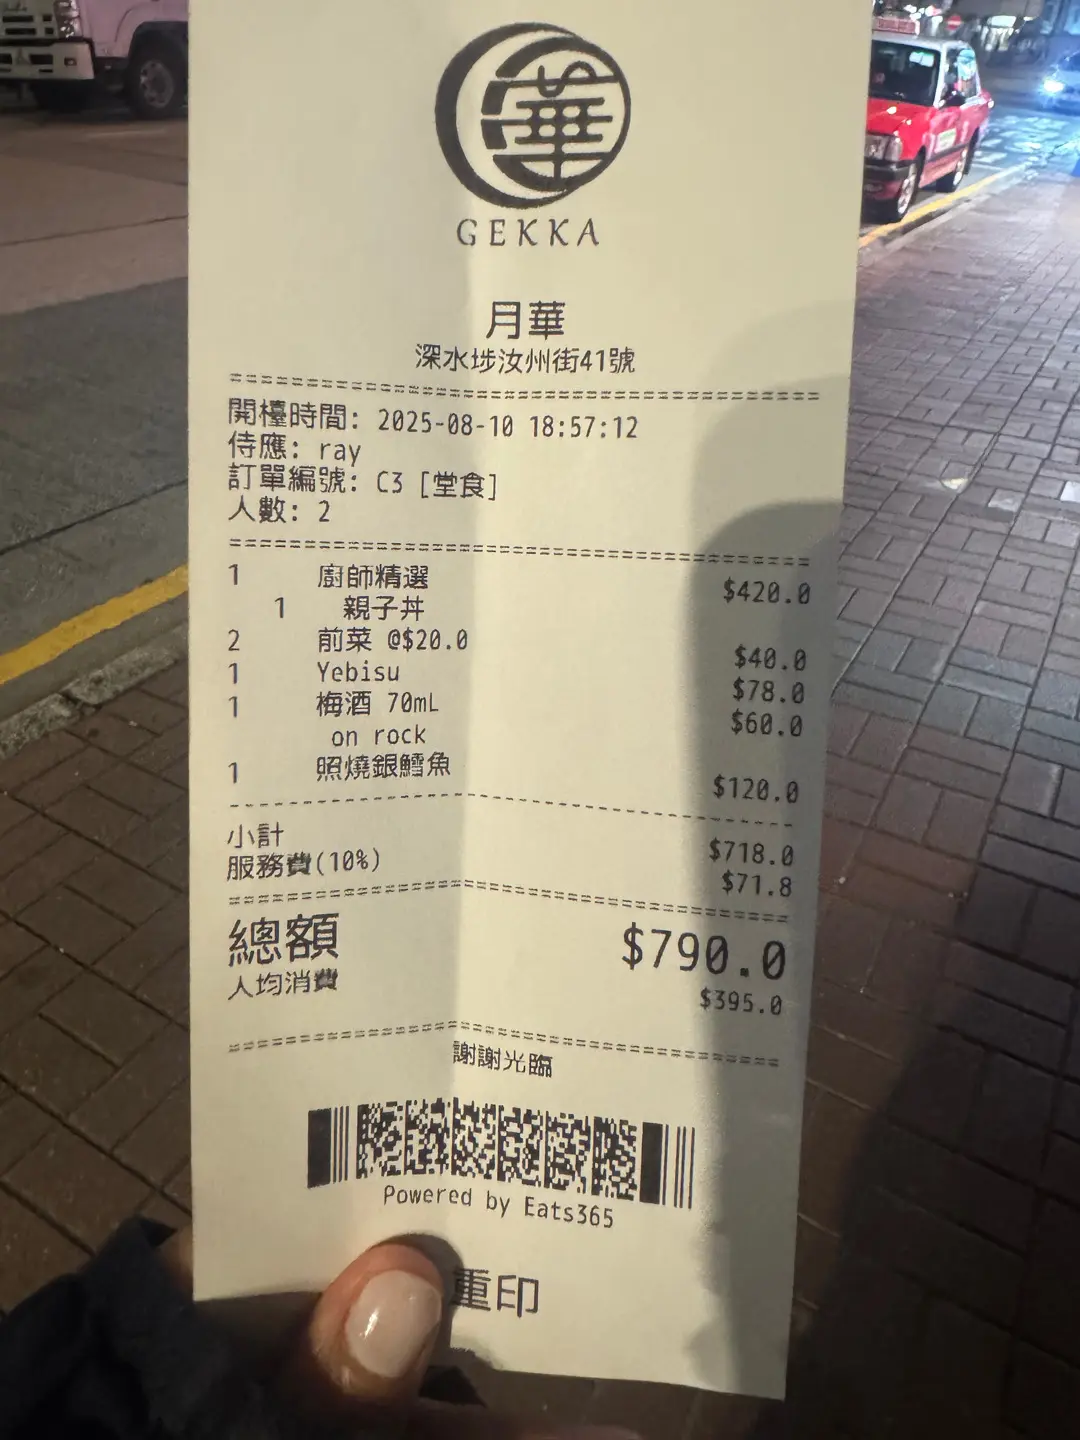 華
GEKKA
月華
深水埗汝州街41號
開檯時間: 2025-08-10 18:57:12
侍應: ray
訂單編號: C3 [堂食]
人數: 2
1 廚師精選 $420.0
1 親子丼
2 前菜 @$20.0 $40.0
1 Yebisu $78.0
1 梅酒 70mL $60.0
on rock
1 照燒銀鱈魚 $120.0
小計 $718.0
服務費(10%) $71.8
總額 $790.0
人均消費 $395.0
謝謝光臨
Powered by Eats365
重印